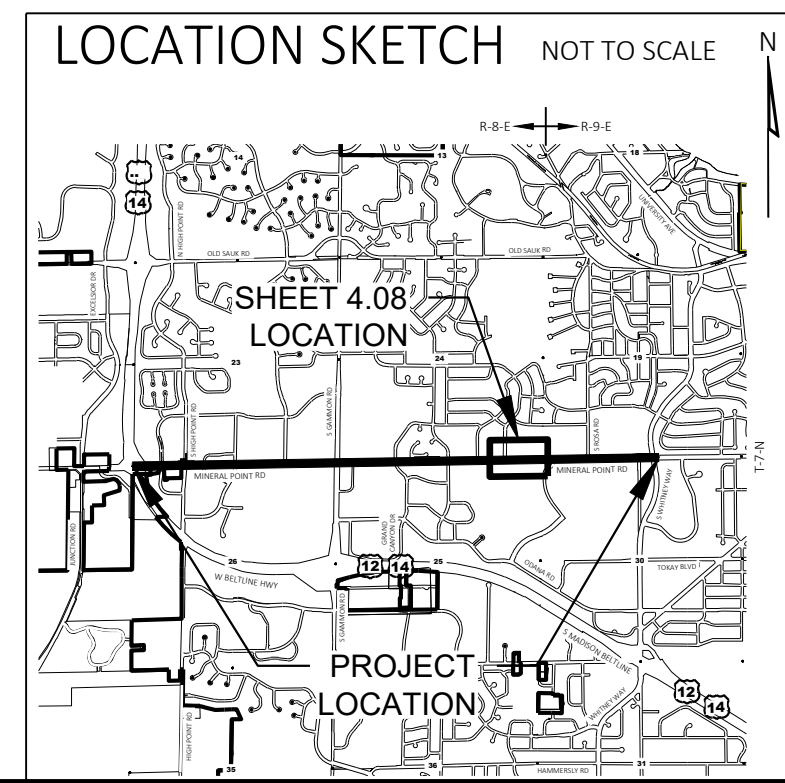 LOCATION SKETCH NOT TO SCALE N
R-8-E R-9-E
13
18
14
..
14
N HIGH POINT RD
UNIVERSITY AVE
OLD SAUK RD
OLD SAUK RD
EXCELSIOR DR
SHEET 4.08
LOCATION
23
24
19
S HIGH POINT RD
S GAMMON RD
S ROSA RD
MINERAL POINT RD
MINERAL POINT RD
T-7-N
S WHITNEY WAY
JUNCTION RD
GRAND
CANYON DR
ODANA RD
26
12 14
25
30
TOKAY BLVD
W BELTLINE HWY
S GAMMON RD
S MADISON BELTLINE
PROJECT
LOCATION
12
14
WHITNEY WAY
HIGH POINT RD
35
36
31
HAMMERSLY RD